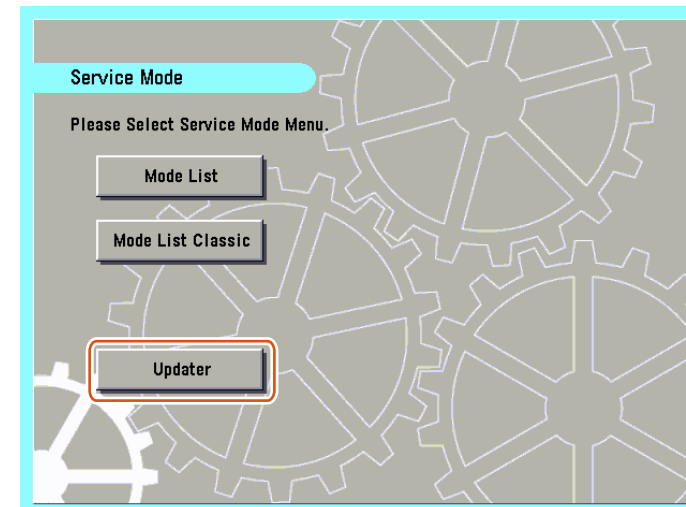 Service Mode
Please Select Service Mode Menu.
Mode List
Mode List Classic
Updater